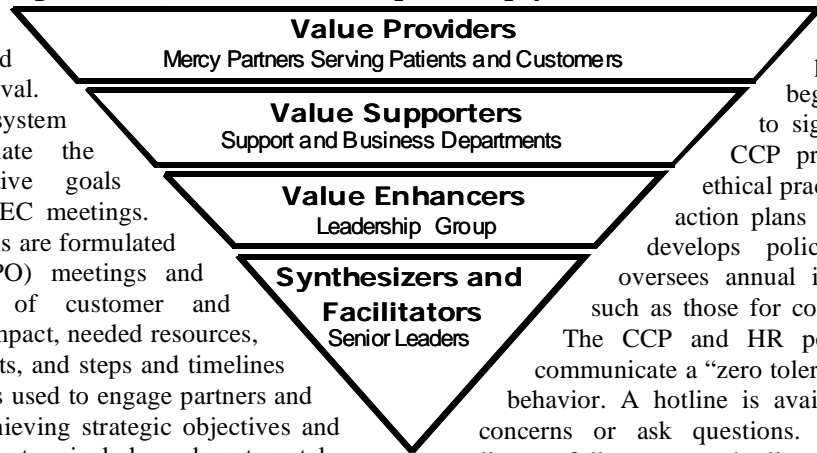 Value Providers
Mercy Partners Serving Patients and Customers
Value Supporters
Support and Business Departments
Value Enhancers
Leadership Group
Synthesizers and
Facilitators
Senior Leaders
d
val.
system
ate the
ive goals
EC meetings.
s are formulated
PO) meetings and
of customer and
mpact, needed resources,
ts, and steps and timelines
s used to engage partners and
hieving strategic objectives and
beg
to sig
CCP pr
ethical prac
action plans
develops polic
oversees annual i
such as those for co
The CCP and HR po
communicate a “zero toler
behavior. A hotline is avai
concerns or ask questions.